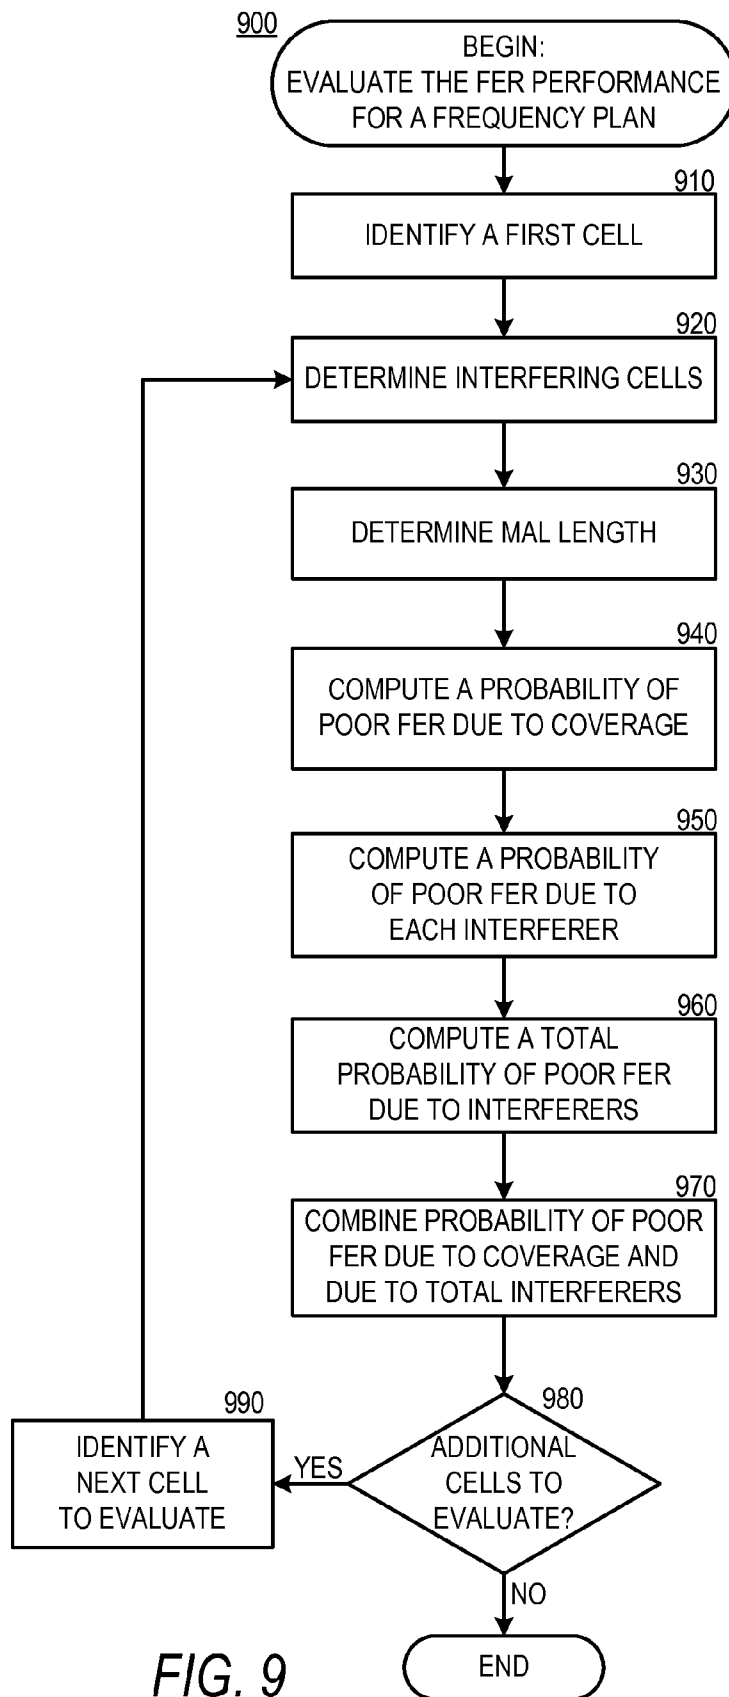 900
BEGIN:
EVALUATE THE FER PERFORMANCE
FOR A FREQUENCY PLAN
910
IDENTIFY A FIRST CELL
920
DETERMINE INTERFERING CELLS
930
DETERMINE MAL LENGTH
940
COMPUTE A PROBABILITY OF
POOR FER DUE TO COVERAGE
950
COMPUTE A PROBABILITY
OF POOR FER DUE TO
EACH INTERFERER
960
COMPUTE A TOTAL
PROBABILITY OF POOR FER
DUE TO INTERFERERS
970
COMBINE PROBABILITY OF POOR
FER DUE TO COVERAGE AND
DUE TO TOTAL INTERFERERS
980
ADDITIONAL
CELLS TO
EVALUATE?
YES
990
IDENTIFY A
NEXT CELL
TO EVALUATE
NO
END
FIG. 9